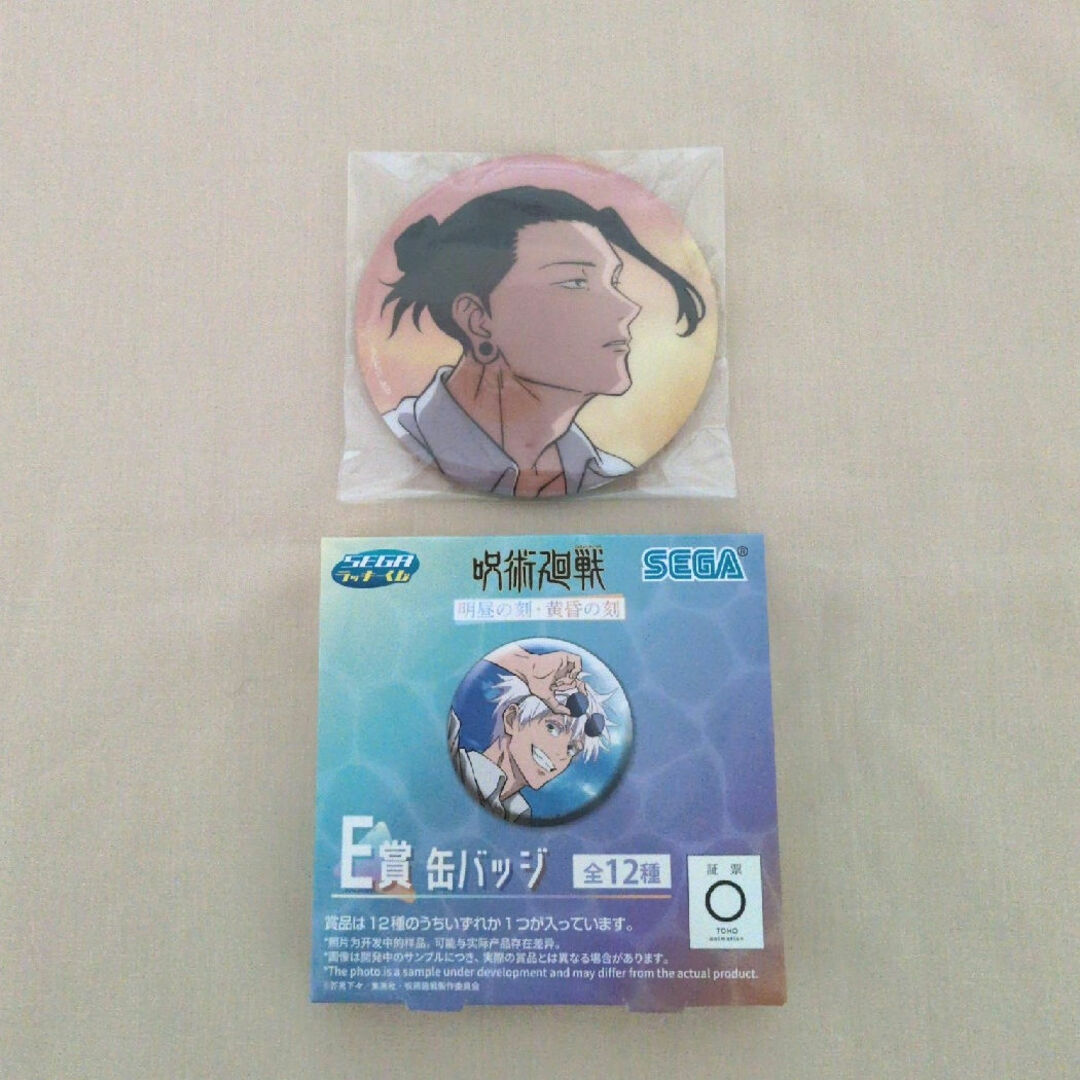 SEGA
ラッキーくじ
呪術廻戦
SEGA®
明昼の刻・黄昏の刻
E賞 缶バッジ
全12種
証票
TOHO
animation
賞品は12種のうちいずれか1つが入っています。
*照片为开发中的样品。可能与实际产品存在差异。
*画像は開発中のサンプルにつき、実際の賞品とは異なる場合があります。
*The photo is a sample under development and may differ from the actual product.
©芥見下々／集英社・呪術廻戦製作委員会